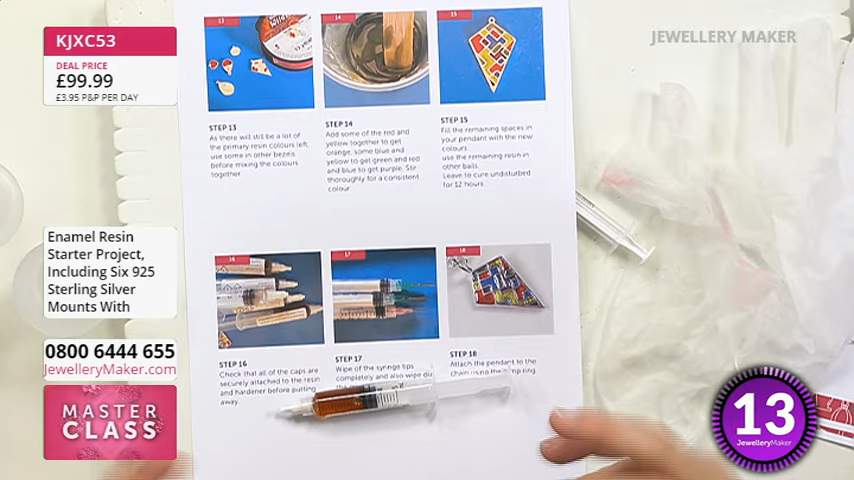 KJXC53
DEAL PRICE
£99.99
£3.95 P&P PER DAY
JEWELLERY MAKER
13
14
15
STEP 13
As there will still be a lot of
the primary resin colours left,
use some in other bezels
before mixing the colours
together
STEP 14
Add some of the red and
yellow together to get
orange, some blue and
yellow to get green and red
and blue to get purple. Stir
thoroughly for a consistent
colour
STEP 15
Fill the remaining spaces in
your pendant with the new
colours.
use the remaining resin in
other balls.
Leave to cure undisturbed
for 12 hours.
Enamel Resin
Starter Project,
Including Six 925
Sterling Silver
Mounts With
16
17
18
STEP 16
Check that all of the caps are
securely attached to the resin
and hardener before putting
away.
STEP 17
Wipe of the syringe tips
completely and also wipe
STEP 18
Attach the pendant to the
chain using the ring.
0800 6444 655
JewelleryMaker.com
MASTER
CLASS
13
JewelleryMaker